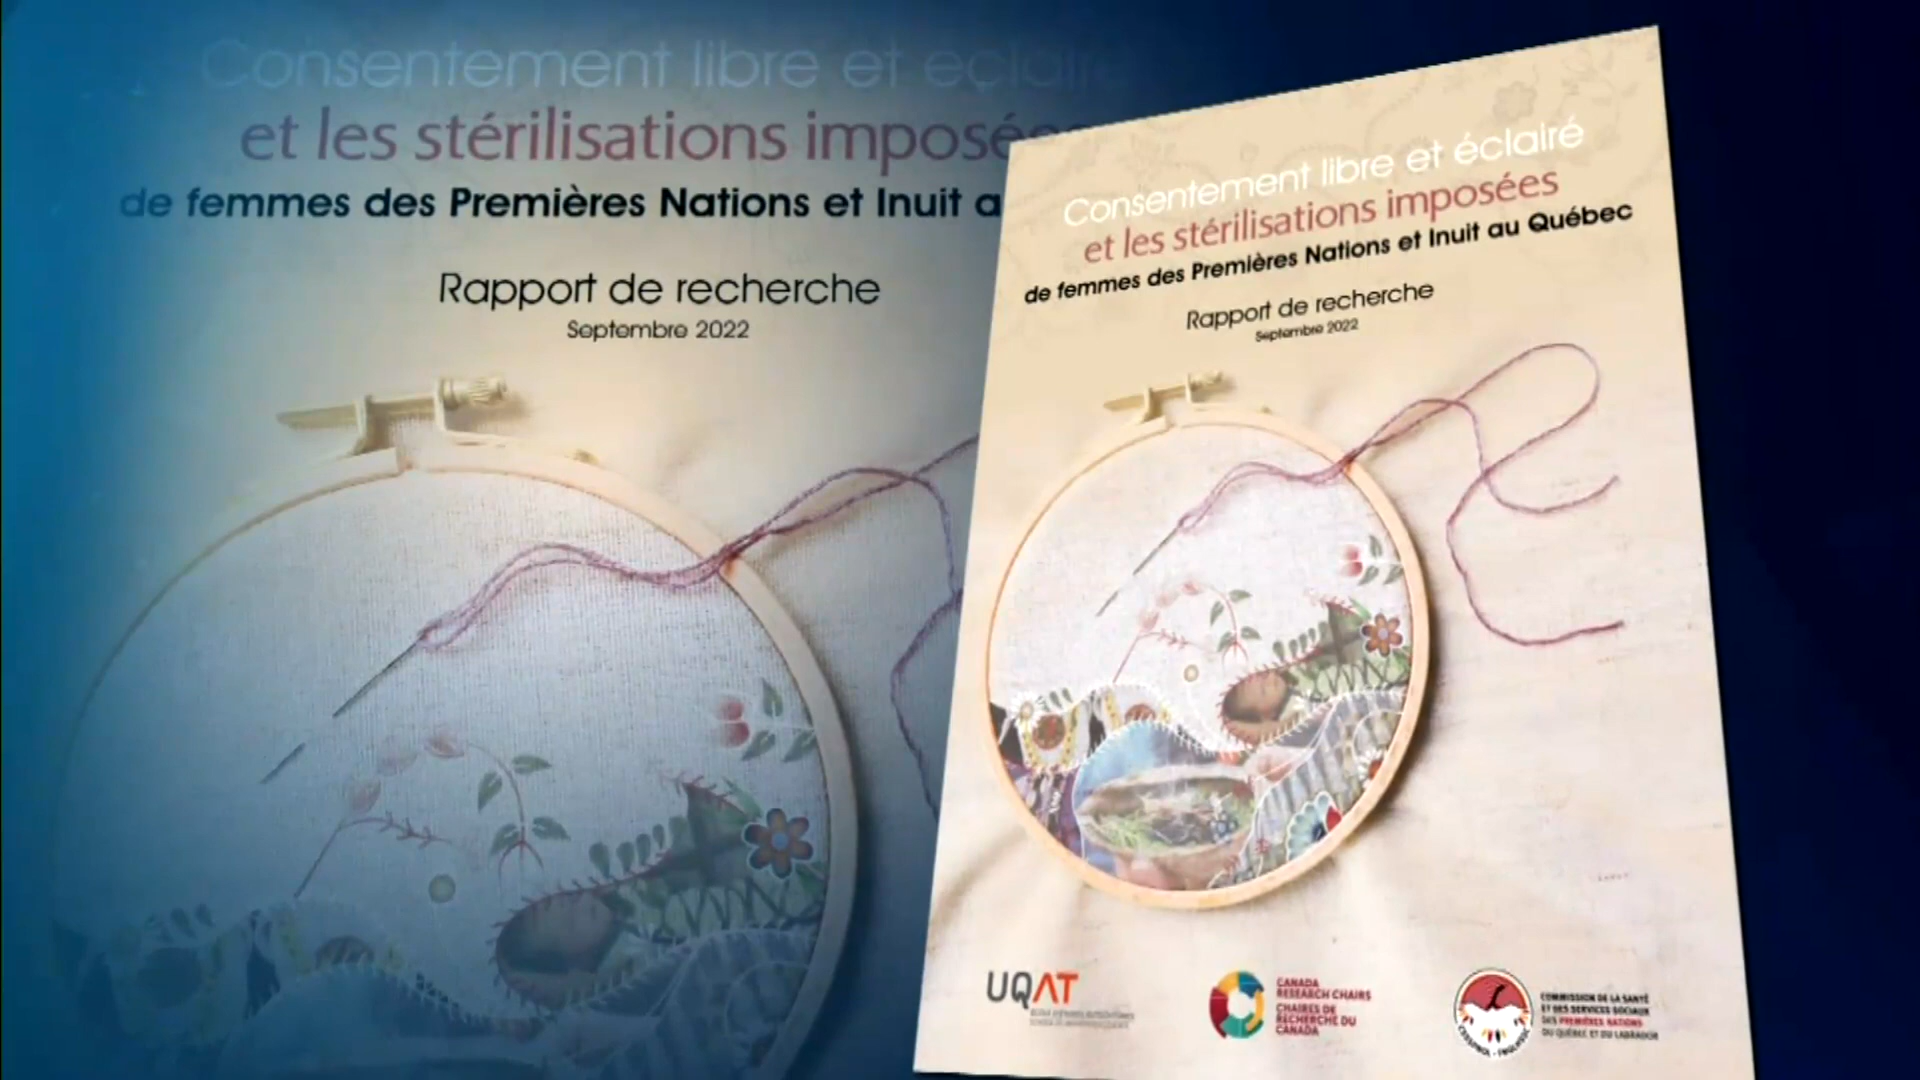 Consentement libre et éclairé
et les stérilisations imposées
de femmes des Premières Nations et Inuit a
Rapport de recherche
Septembre 2022
Consentement libre et éclairé
et les stérilisations imposées
de femmes des Premières Nations et Inuit au Québec
Rapport de recherche
Septembre 2022
UQAT
CANADA
RESEARCH CHAIRS
CHAIRES DE
RECHERCHE DU
CANADA
COMMISSION DE LA SANTÉ
ET DES SERVICES SOCIAUX
DES PREMIÈRES NATIONS
DU QUÉBEC ET DU LABRADOR